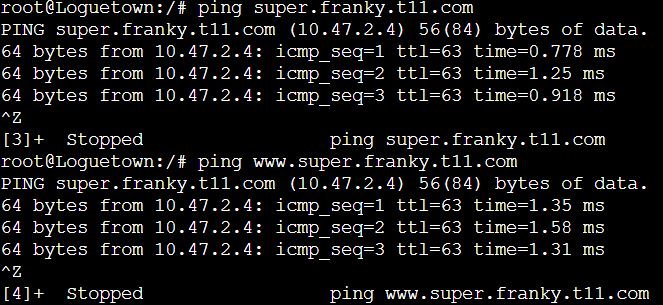 root@Loguetown:/# ping super.franky.t11.com
PING super.franky.t11.com (10.47.2.4) 56(84) bytes of data.
64 bytes from 10.47.2.4: icmp_seq=1 ttl=63 time=0.778 ms
64 bytes from 10.47.2.4: icmp_seq=2 ttl=63 time=1.25 ms
64 bytes from 10.47.2.4: icmp_seq=3 ttl=63 time=0.918 ms
^Z
[3]+  Stopped                 ping super.franky.t11.com
root@Loguetown:/# ping www.super.franky.t11.com
PING super.franky.t11.com (10.47.2.4) 56(84) bytes of data.
64 bytes from 10.47.2.4: icmp_seq=1 ttl=63 time=1.35 ms
64 bytes from 10.47.2.4: icmp_seq=2 ttl=63 time=1.58 ms
64 bytes from 10.47.2.4: icmp_seq=3 ttl=63 time=1.31 ms
^Z
[4]+  Stopped                 ping www.super.franky.t11.com